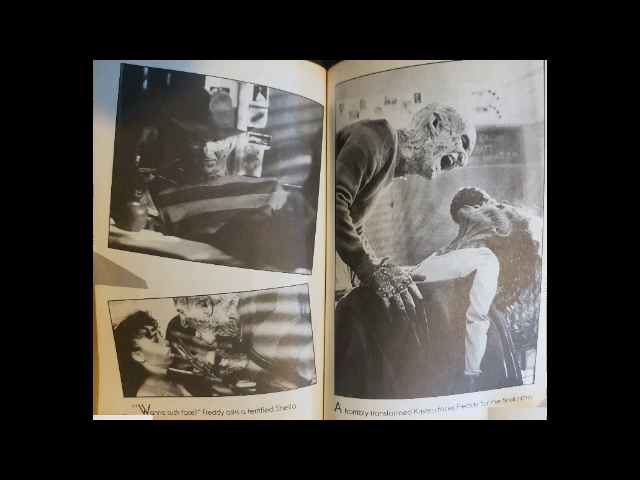 "Wanna suck face?" Freddy asks a terrified Sheila.
A horribly transformed Kristen faces Freddy for the final time.